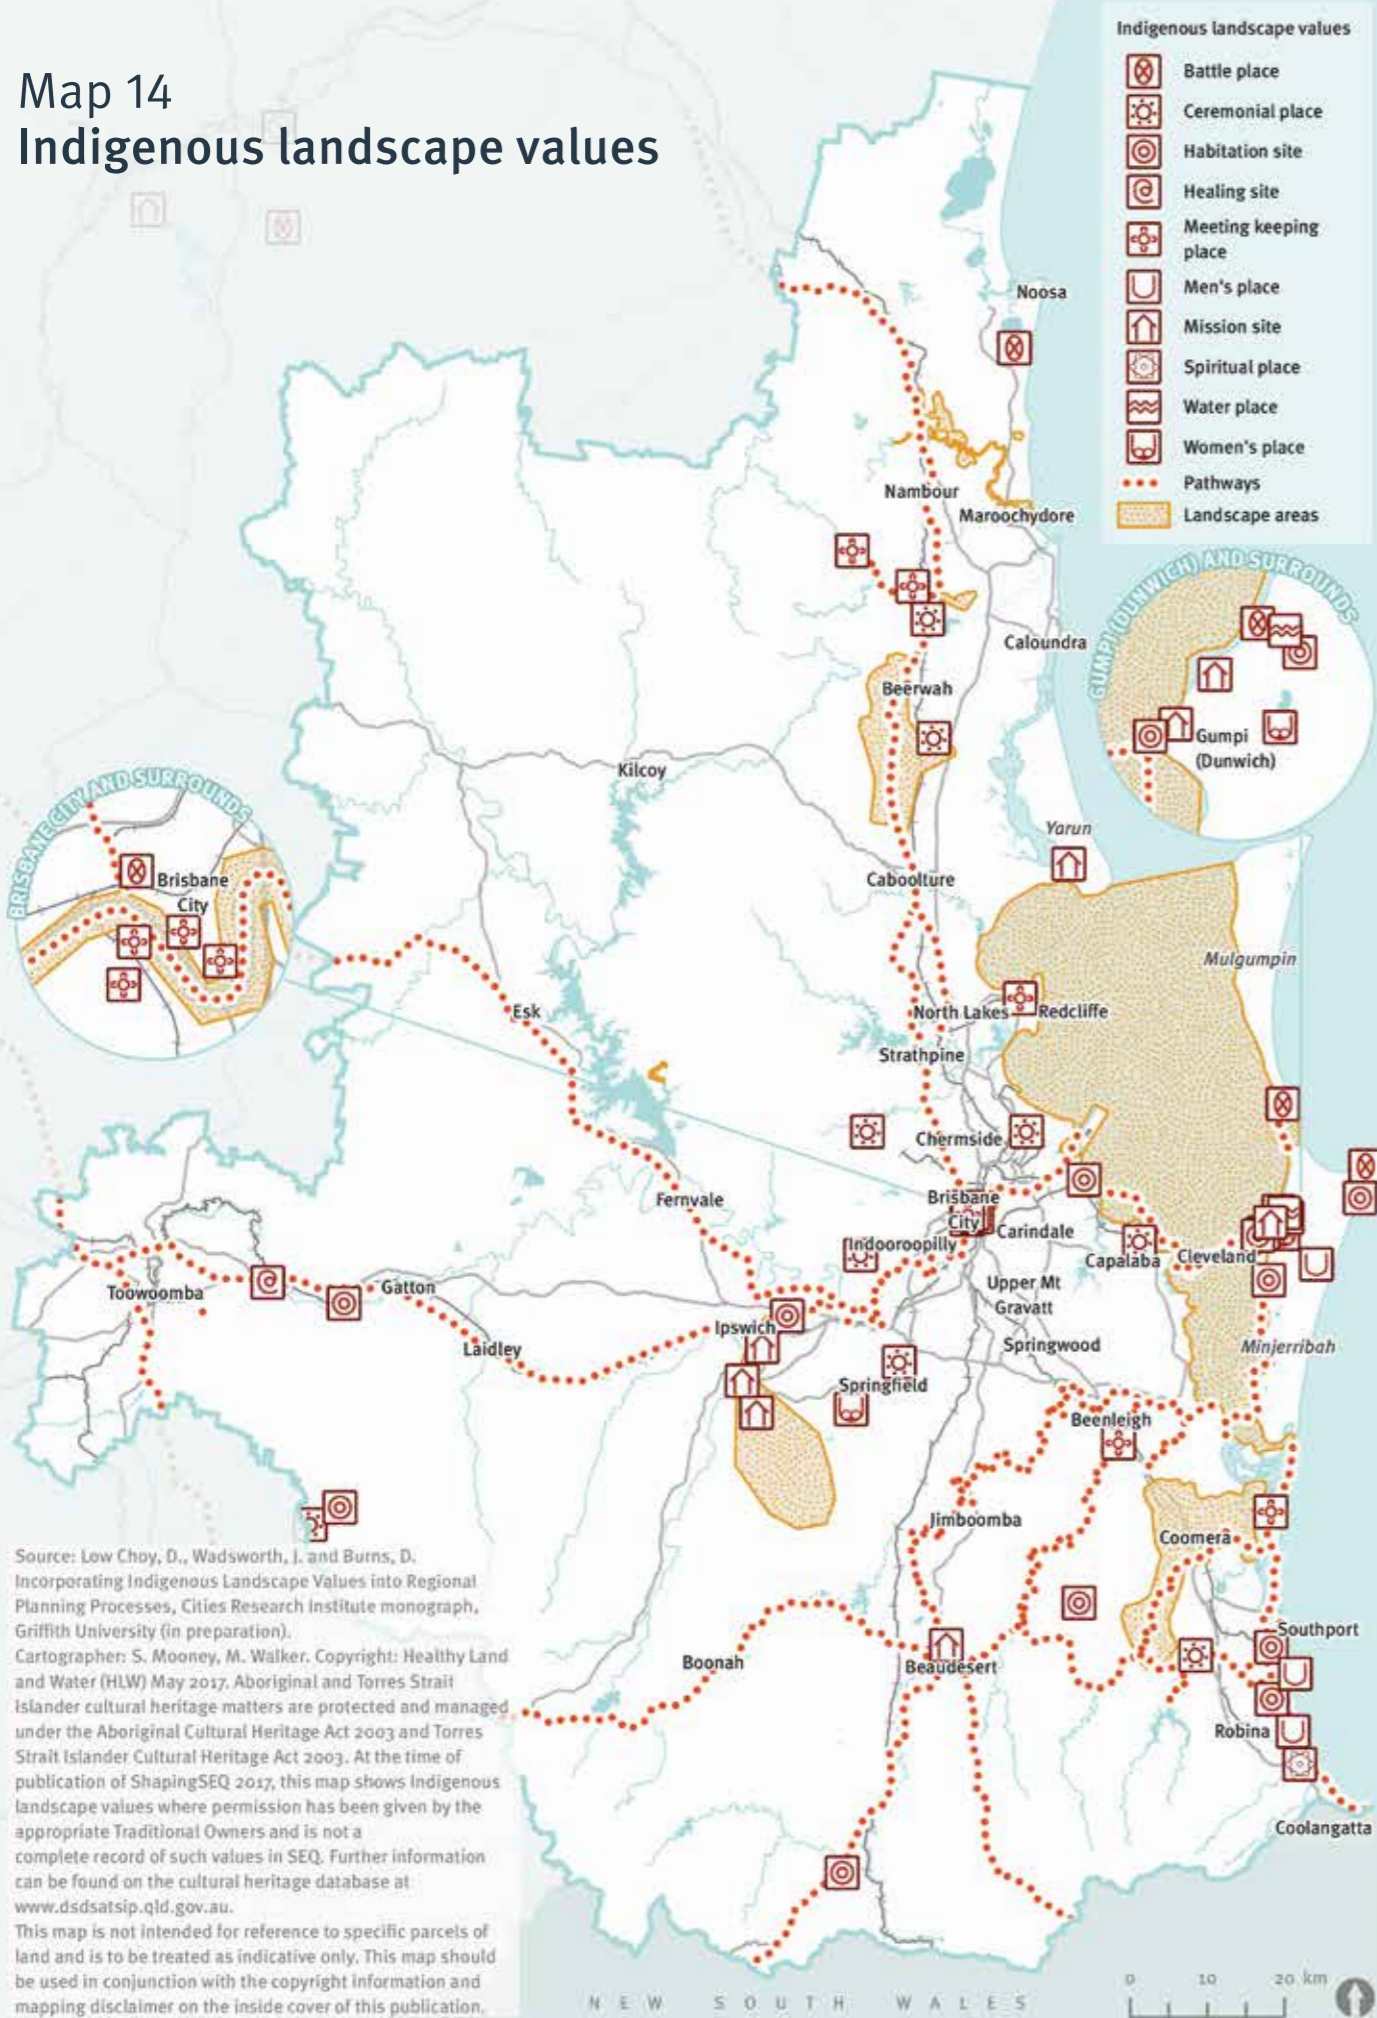 Map 14
Indigenous landscape values
Indigenous landscape values
Battle place
Ceremonial place
Habitation site
Healing site
Meeting keeping
place
Men's place
Mission site
Spiritual place
Water place
Women's place
Pathways
Landscape areas
GUMPI (DUNWICH) AND SURROUNDS
Gumpi
(Dunwich)
BRISBANE CITY AND SURROUNDS
Brisbane
City
Noosa
Nambour
Maroochydore
Caloundra
Beerwah
Kilcoy
Yarun
Caboolture
Mulgumpin
Esk
North Lakes
Redcliffe
Strathpine
Chermside
Fernvale
Brisbane
City
Carindale
Indooroopilly
Capalaba
Cleveland
Toowoomba
Gatton
Upper Mt
Gravatt
Ipswich
Laidley
Springwood
Minjerribah
Springfield
Beenleigh
Jimboomba
Coomera
Southport
Boonah
Beaudesert
Robina
Coolangatta
Source: Low Choy, D., Wadsworth, J. and Burns, D.
Incorporating Indigenous Landscape Values into Regional
Planning Processes, Cities Research Institute monograph,
Griffith University (in preparation).
Cartographer: S. Mooney, M. Walker. Copyright: Healthy Land
and Water (HLW) May 2017. Aboriginal and Torres Strait
Islander cultural heritage matters are protected and managed
under the Aboriginal Cultural Heritage Act 2003 and Torres
Strait Islander Cultural Heritage Act 2003. At the time of
publication of ShapingSEQ 2017, this map shows Indigenous
landscape values where permission has been given by the
appropriate Traditional Owners and is not a
complete record of such values in SEQ. Further information
can be found on the cultural heritage database at
www.dsdsatsip.qld.gov.au.
This map is not intended for reference to specific parcels of
land and is to be treated as indicative only. This map should
be used in conjunction with the copyright information and
mapping disclaimer on the inside cover of this publication.
NEW SOUTH WALES
0 10 20 km